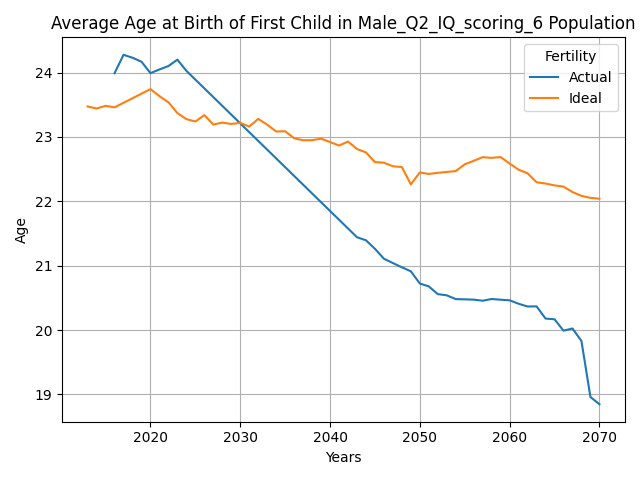 Average Age at Birth of First Child in Male_Q2_IQ_scoring_6 Population
Fertility
Actual
Ideal
Age
24
23
22
21
20
19
2020 2030 2040 2050 2060 2070
Years